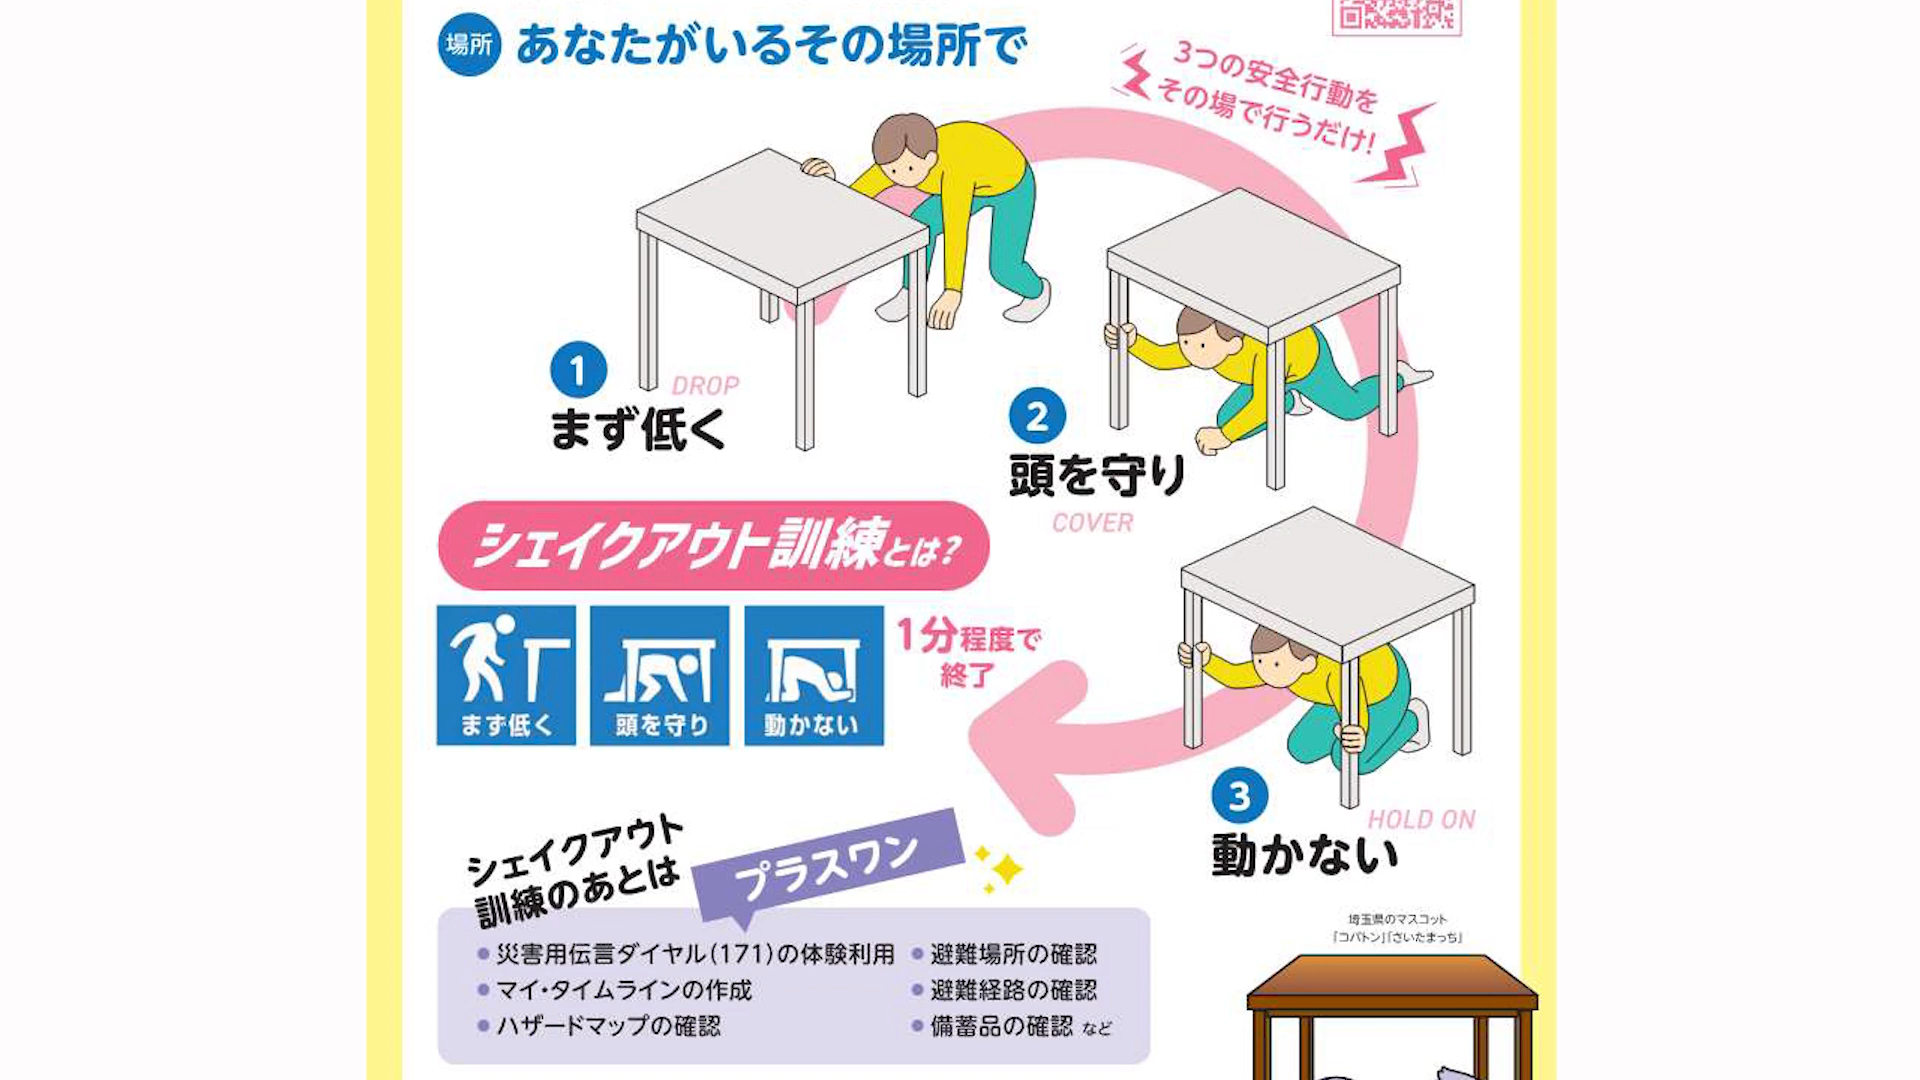 場所 あなたがいるその場所で
3つの安全行動を
その場で行うだけ!
1
DROP
まず低く
2
頭を守り
COVER
シェイクアウト訓練とは?
まず低く
頭を守り
動かない
1分程度で
終了
3
HOLD ON
動かない
シェイクアウト
訓練のあとは
プラスワン
●災害用伝言ダイヤル(171)の体験利用
●マイ・タイムラインの作成
●ハザードマップの確認
●避難場所の確認
●避難経路の確認
●備蓄品の確認 など
埼玉県のマスコット
「コバトン」「さいたまっち」